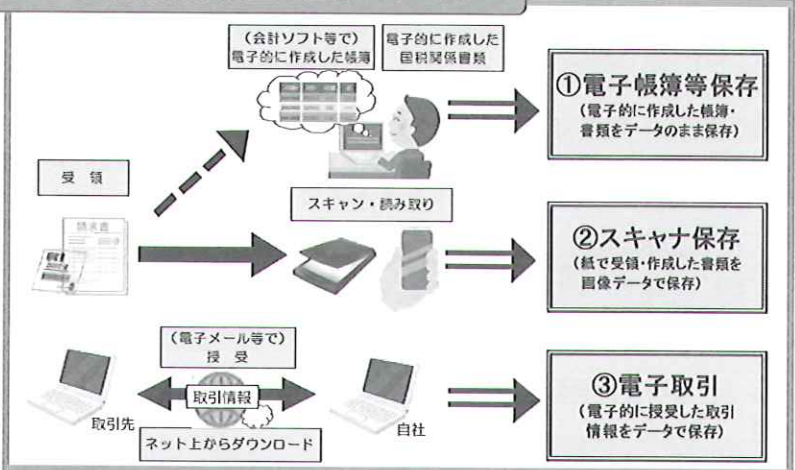 (会計ソフト等で)
電子的に作成した帳簿
電子的に作成した
国税関係書類
①電子帳簿等保存
(電子的に作成した帳簿・
書類をデータのまま保存)
受 領
請求書
スキャン・読み取り
②スキャナ保存
(紙で受領・作成した書類を
画像データで保存)
(電子メール等で)
授 受
取引情報
取引先
自社
ネット上からダウンロード
③電子取引
(電子的に授受した取引
情報をデータで保存)